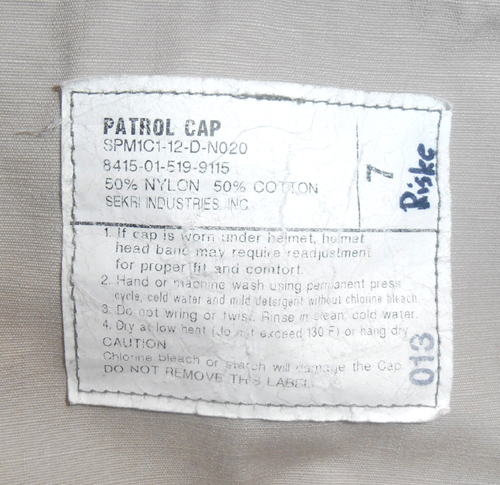 PATROL CAP
SPM1C1-12-D-N020
8415-01-519-9115
50% NYLON 50% COTTON
SEKRI INDUSTRIES, INC.
7
Riske
1. If cap is worn under helmet, helmet
head band may require readjustment
for proper fit and comfort.
2. Hand or machine wash using permanent press
cycle, cold water and mild detergent without chlorine bleach.
3. Do not wring or twist. Rinse in clean, cold water.
4. Dry at low heat (Do not exceed 130 F) or hang dry
CAUTION
Chlorine bleach or starch will damage the Cap.
DO NOT REMOVE THIS LABEL.
013